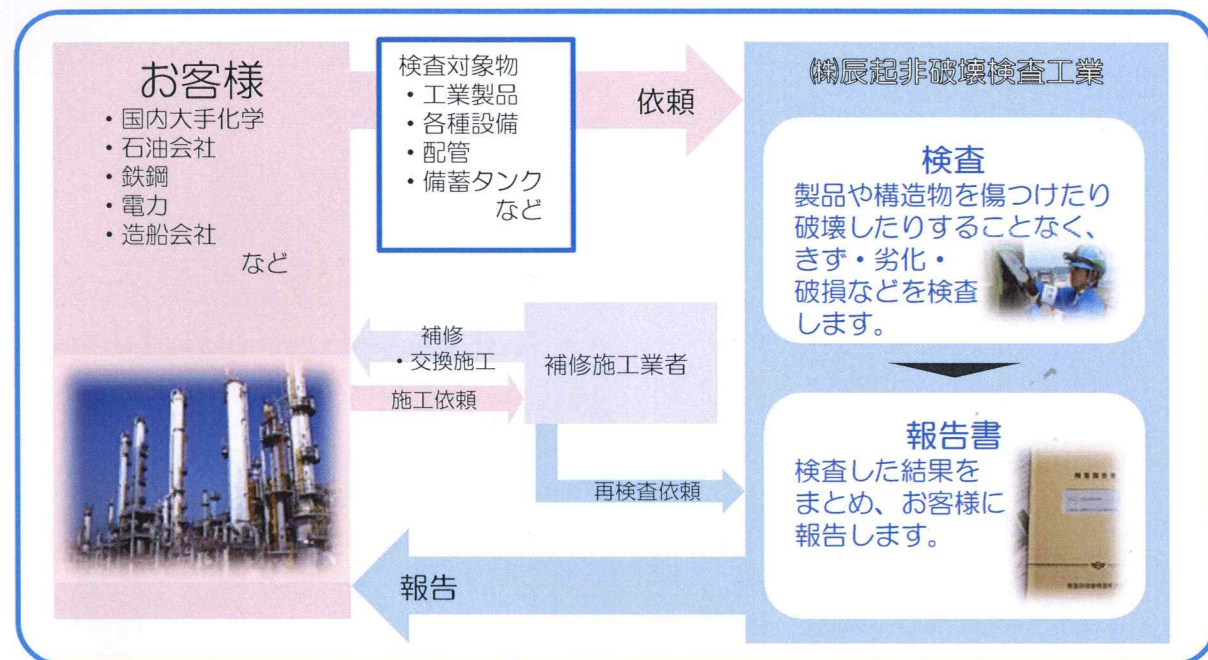 お客様
・国内大手化学
・石油会社
・鉄鋼
・電力
・造船会社
など
検査対象物
・工業製品
・各種設備
・配管
・備蓄タンク
など
依頼
㈱辰起非破壊検査工業
検査
製品や構造物を傷つけたり
破壊したりすることなく、
きず・劣化・
破損などを検査
します。
補修
・交換施工
施工依頼
補修施工業者
再検査依頼
報告書
検査した結果を
まとめ、お客様に
報告します。
報告